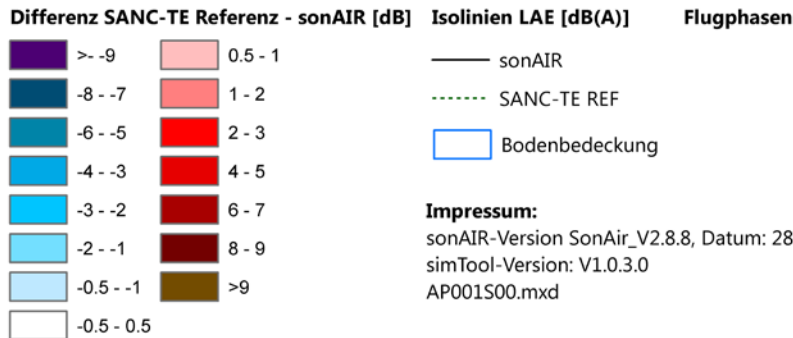 Differenz SANC-TE Referenz - sonAIR [dB]
>- -9
-8 - -7
-6 - -5
-4 - -3
-3 - -2
-2 - -1
-0.5 - -1
-0.5 - 0.5
0.5 - 1
1 - 2
2 - 3
4 - 5
6 - 7
8 - 9
>9
Isolinien LAE [dB(A)]
sonAIR
SANC-TE REF
Bodenbedeckung
Impressum:
sonAIR-Version SonAir_V2.8.8, Datum: 28
simTool-Version: V1.0.3.0
AP001S00.mxd
Flugphasen